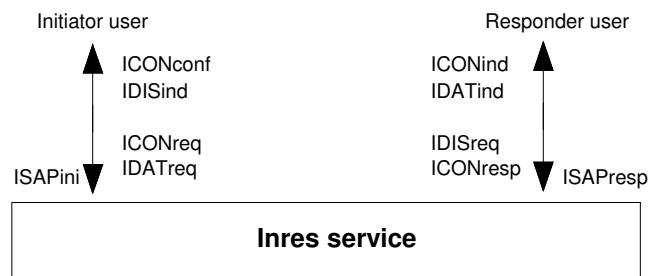 Initiator user
Responder user
ICONconf
IDISind
ICONind
IDATind
ICONreq
IDATreq
IDISreq
ICONresp
ISAPini
ISAPresp
Inres service